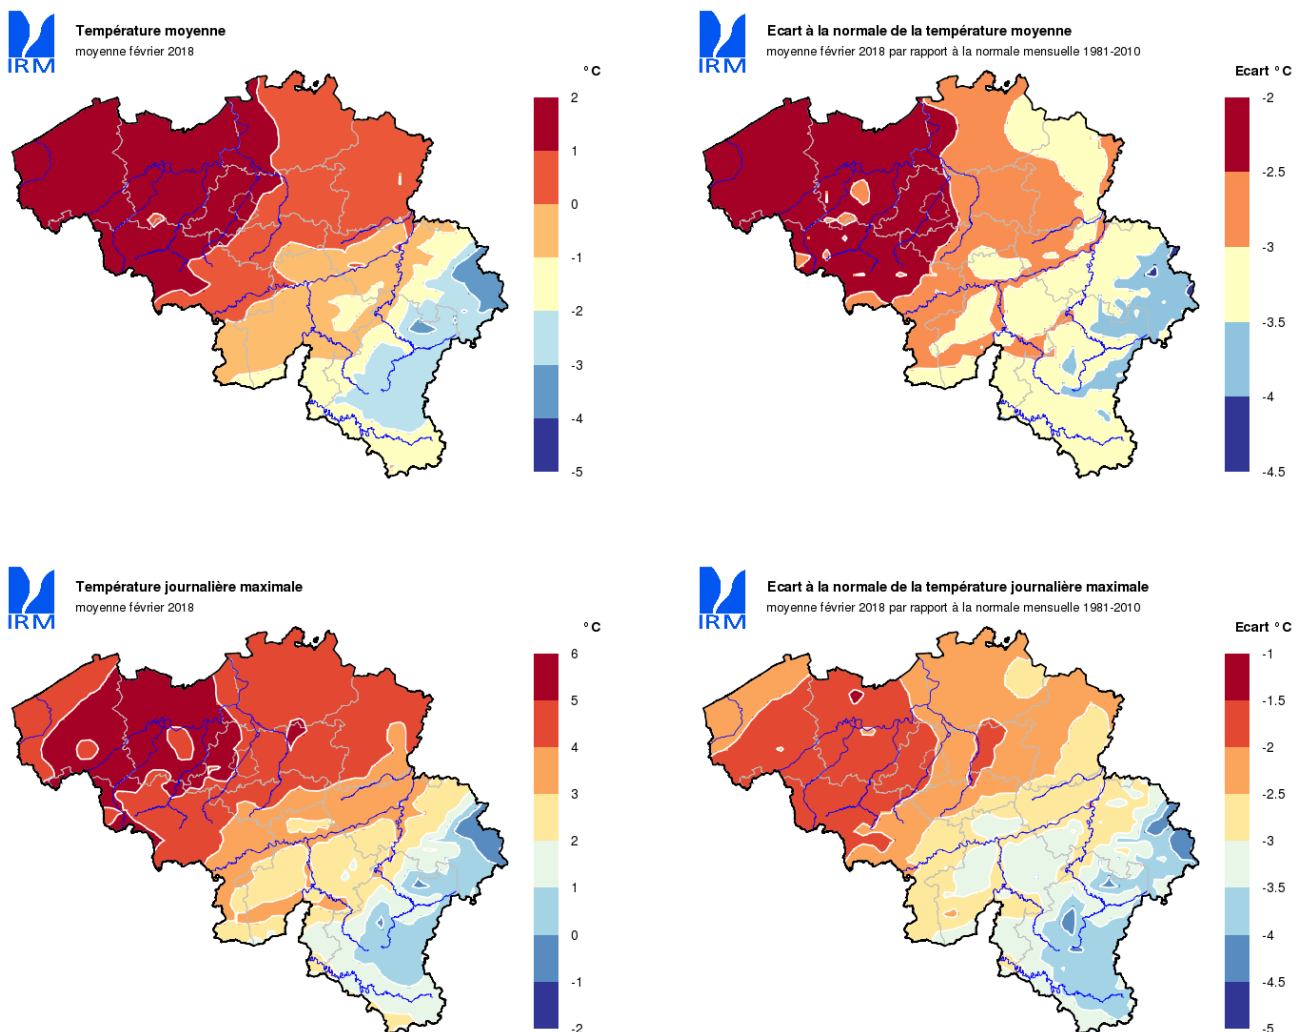 Température moyenne
moyenne février 2018
IRM
°C
2
1
0
-1
-2
-3
-4
-5
Ecart à la normale de la température moyenne
moyenne février 2018 par rapport à la normale mensuelle 1981-2010
IRM
Ecart °C
-2
-2.5
-3
-3.5
-4
-4.5
Température journalière maximale
moyenne février 2018
IRM
°C
6
5
4
3
2
1
0
-1
-2
Ecart à la normale de la température journalière maximale
moyenne février 2018 par rapport à la normale mensuelle 1981-2010
IRM
Ecart °C
-1
-1.5
-2
-2.5
-3
-3.5
-4
-4.5
-5